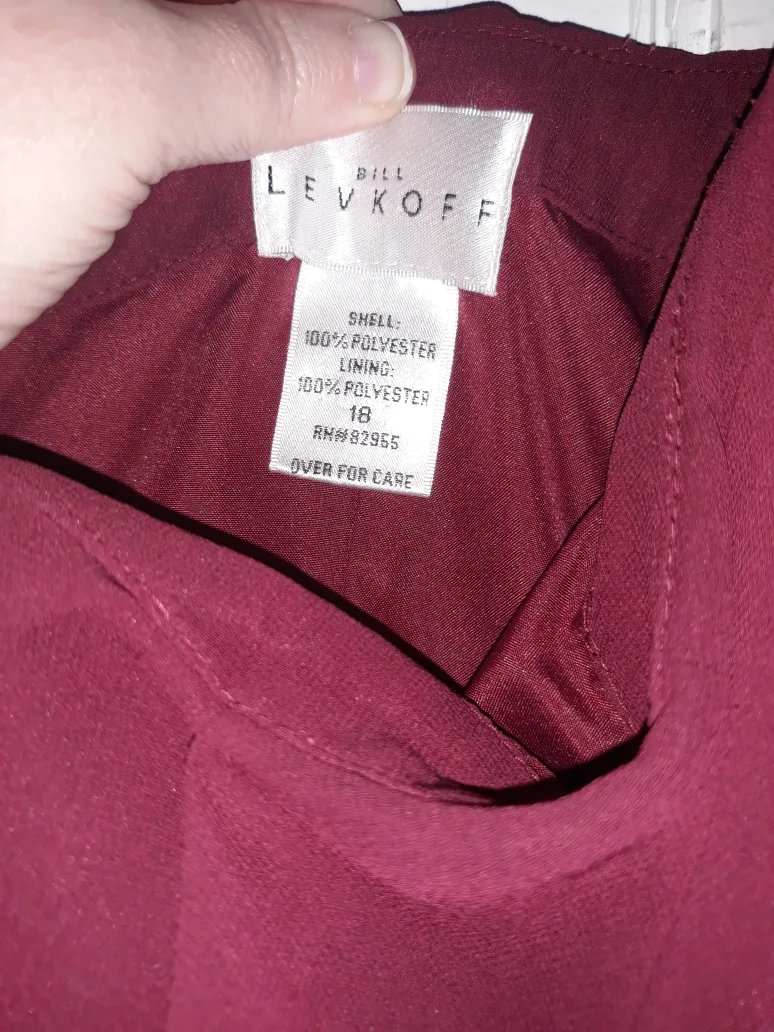 BILL
LEVKOFF
SHELL:
100% POLYESTER
LINING:
100% POLYESTER
18
RN#82955
OVER FOR CARE